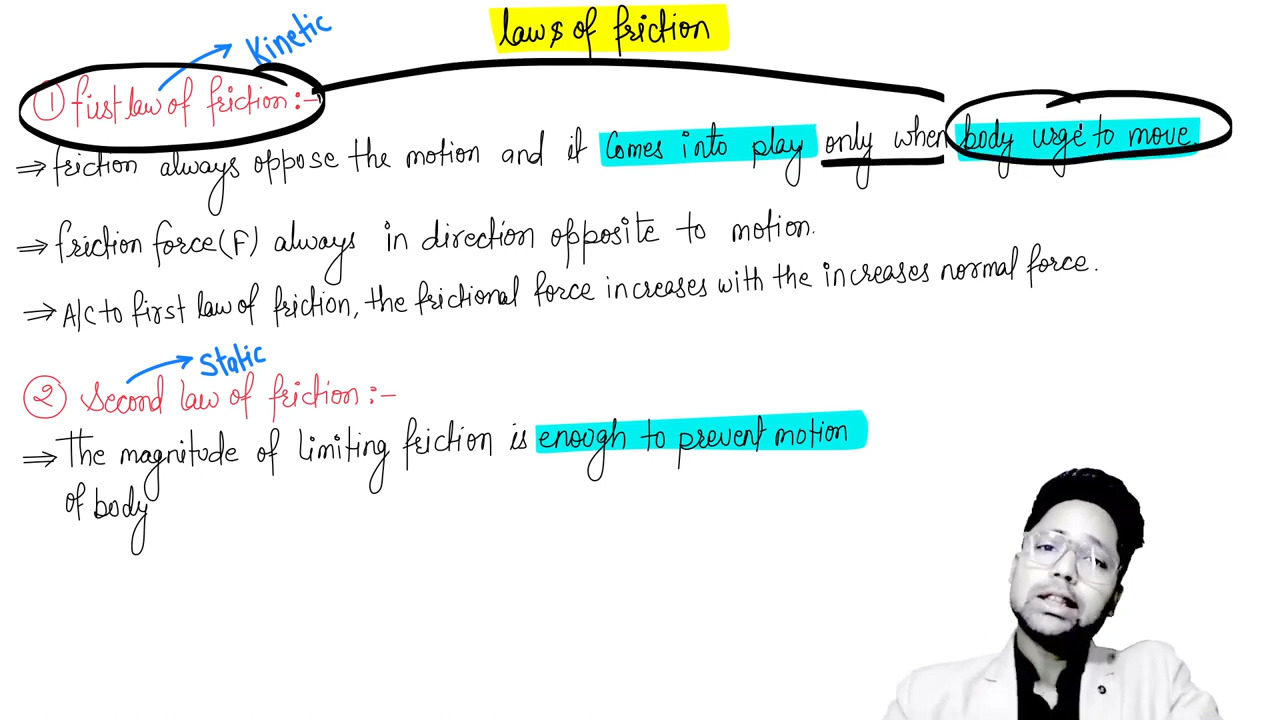 laws of friction
Kinetic
① first law of friction :-
⇒ friction always oppose the motion and it Comes into play only when body urge to move.
⇒ friction force(F) always in direction opposite to motion.
⇒ A/C to first law of friction, the frictional force increases with the increases normal force.
Static
② Second law of friction :-
⇒ The magnitude of limiting friction is enough to prevent motion
of body